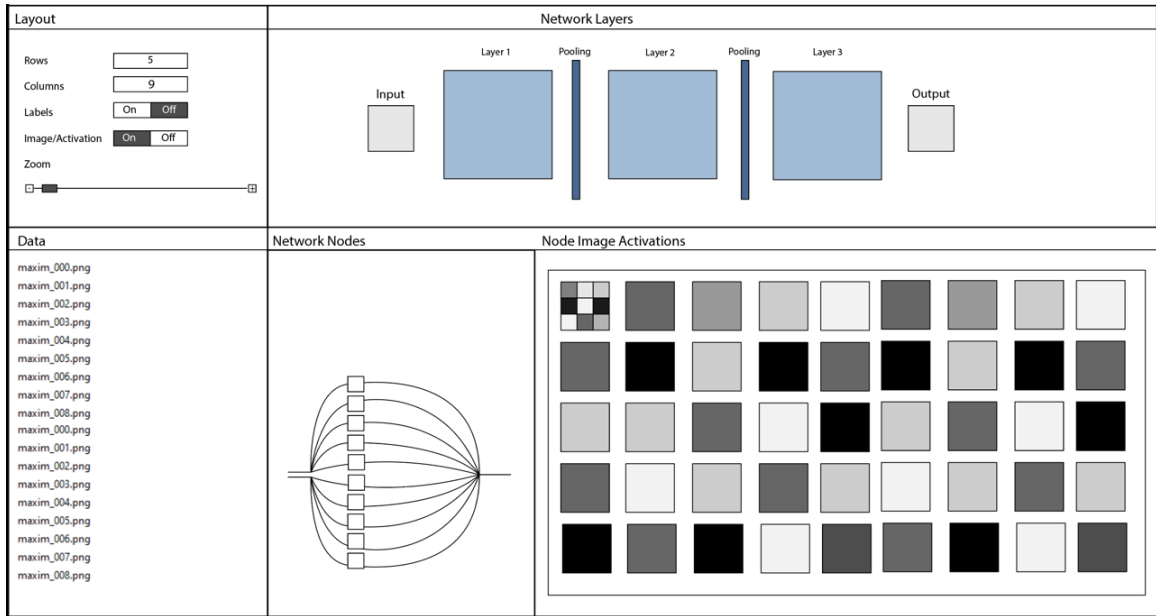 Layout
Rows 5
Columns 9
Labels On Off
Image/Activation On Off
Zoom
- +
Network Layers
Layer 1 Pooling Layer 2 Pooling Layer 3
Input Output
Data
maxim_000.png
maxim_001.png
maxim_002.png
maxim_003.png
maxim_004.png
maxim_005.png
maxim_006.png
maxim_007.png
maxim_008.png
maxim_000.png
maxim_001.png
maxim_002.png
maxim_003.png
maxim_004.png
maxim_005.png
maxim_006.png
maxim_007.png
maxim_008.png
Network Nodes
Node Image Activations